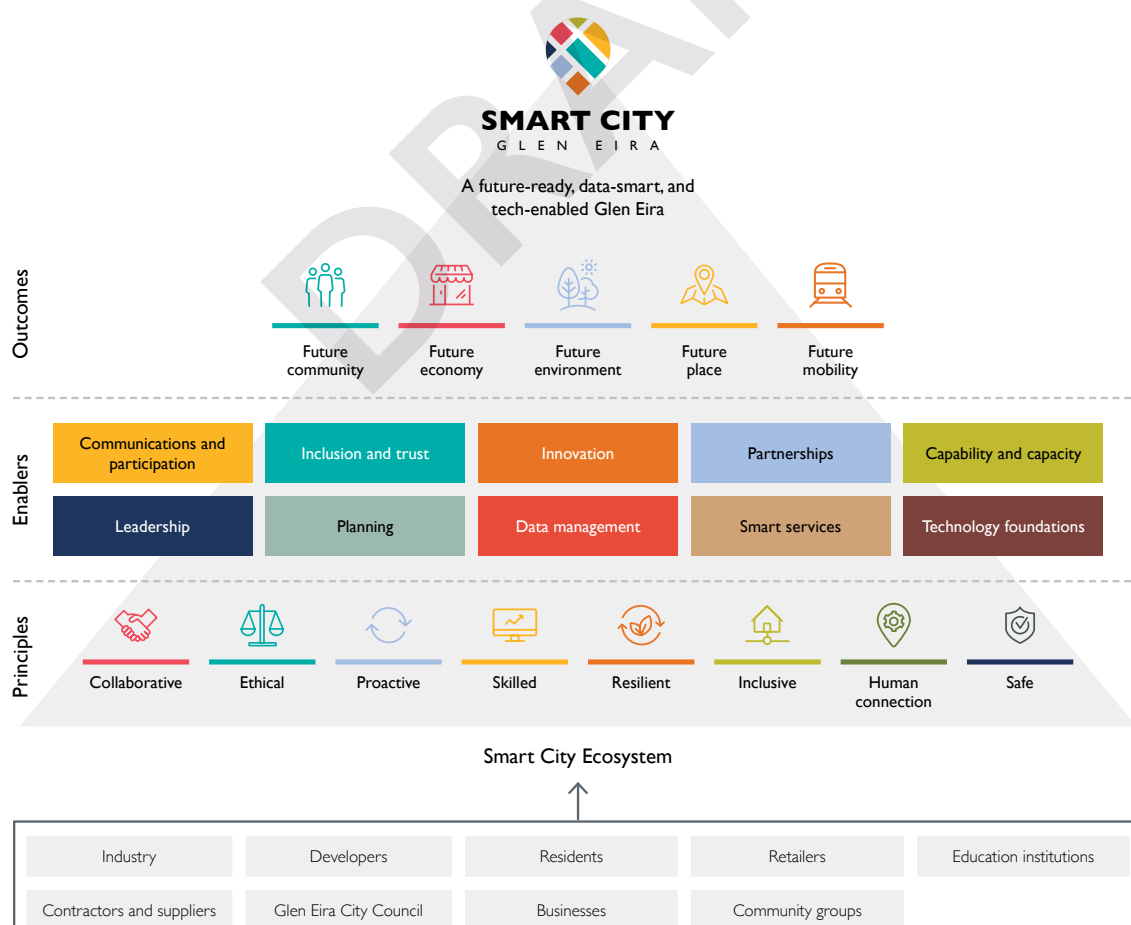 SMART CITY
GLEN EIRA
A future-ready, data-smart, and
tech-enabled Glen Eira
Outcomes
Future
community
Future
economy
Future
environment
Future
place
Future
mobility
Enablers
Communications and
participation
Inclusion and trust
Innovation
Partnerships
Capability and capacity
Leadership
Planning
Data management
Smart services
Technology foundations
Principles
Collaborative
Ethical
Proactive
Skilled
Resilient
Inclusive
Human
connection
Safe
Smart City Ecosystem
Industry
Developers
Residents
Retailers
Education institutions
Contractors and suppliers
Glen Eira City Council
Businesses
Community groups